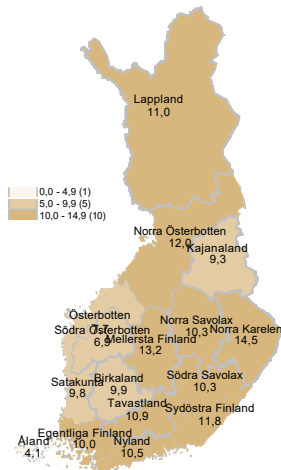 Lappland
11,0
0,0 - 4,9 (1)
5,0 - 9,9 (5)
10,0 - 14,9 (10)
Norra Österbotten
12,0
Kajanaland
9,3
Österbotten
7,7
Södra Österbotten
6,9
Mellersta Finland
13,2
Norra Savolax
10,3
Norra Karelen
14,5
Satakunta
9,8
Birkaland
9,9
Södra Savolax
10,3
Tavastland
10,9
Sydöstra Finland
11,8
Egentliga Finland
10,0
Åland
4,1
Nyland
10,5